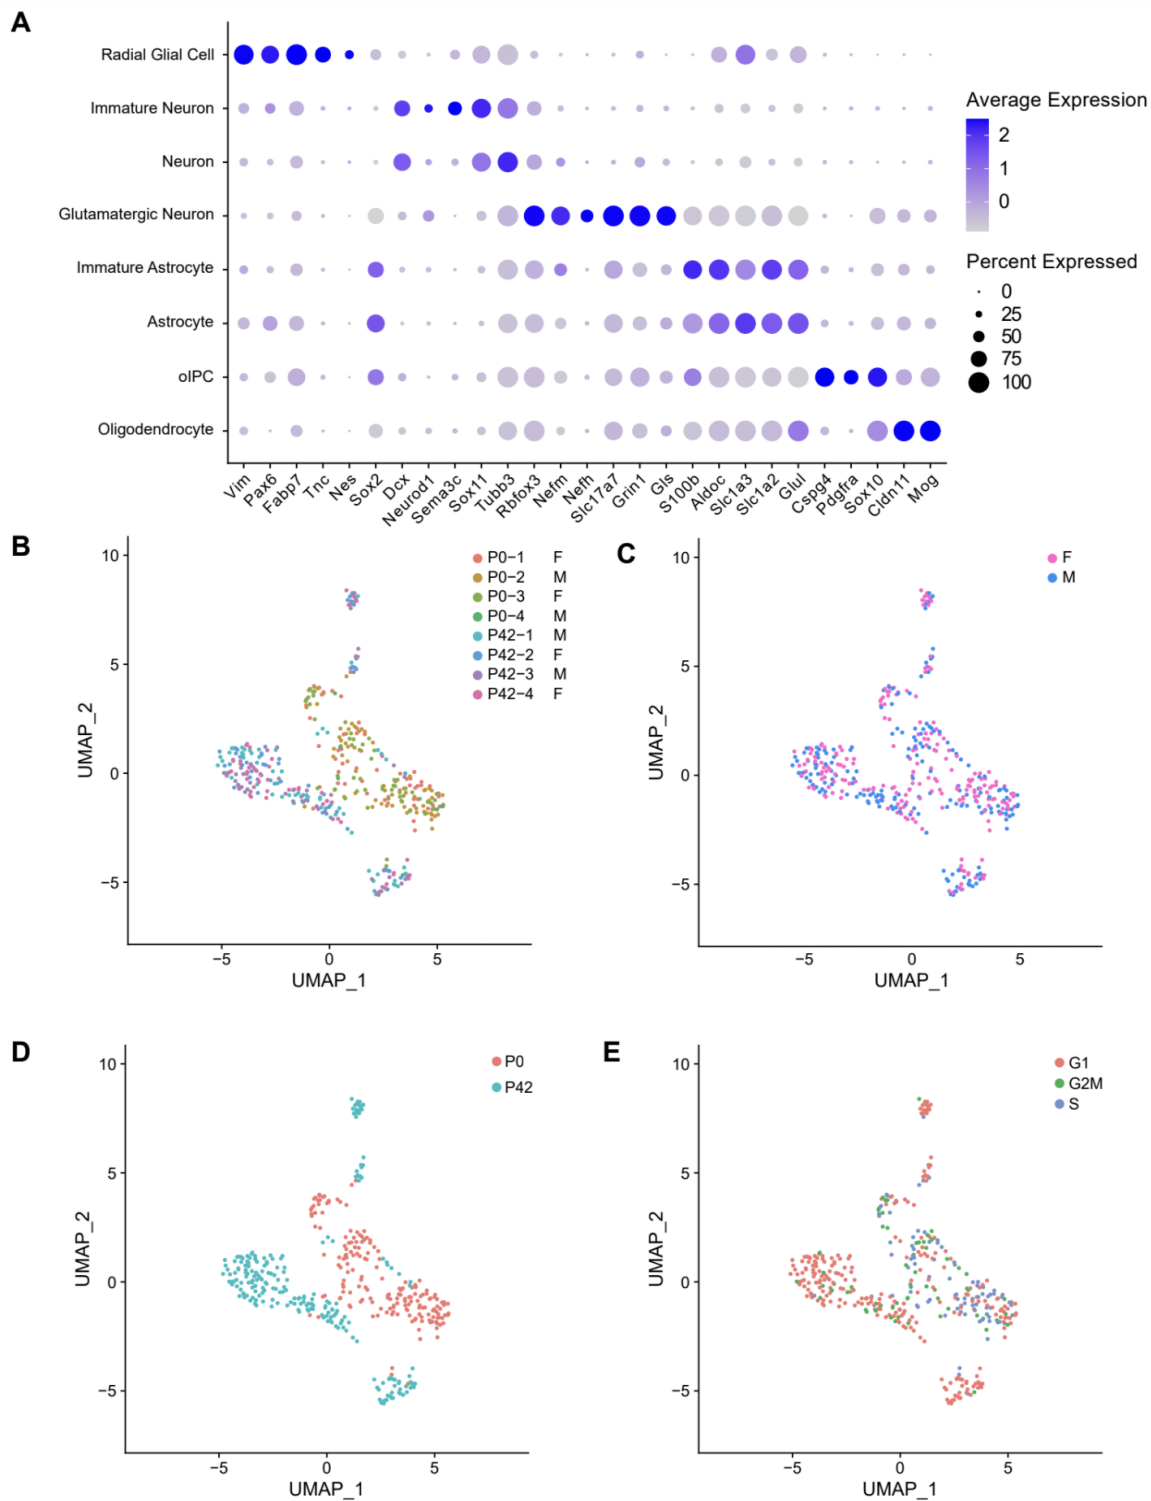 A
Radial Glial Cell
Immature Neuron
Neuron
Glutamatergic Neuron
Immature Astrocyte
Astrocyte
oIPC
Oligodendrocyte
Vim Pax6 Fabp7 Tnc Nes Sox2 Dcx Neurod1 Sema3c Sox11 Tubb3 Rbfox3 Nefm Nefh Slc17a7 Grin1 Gls S100b Aldoc Slc1a3 Slc1a2 Glul Cspg4 Pdgfra Sox10 Cldn11 Mog
Average Expression
2
1
0
Percent Expressed
0
25
50
75
100
B
10
5
0
−5
UMAP_2
−5 0 5
UMAP_1
P0−1 F
P0−2 M
P0−3 F
P0−4 M
P42−1 M
P42−2 F
P42−3 M
P42−4 F
C
10
5
0
−5
UMAP_2
−5 0 5
UMAP_1
F
M
D
10
5
0
−5
UMAP_2
−5 0 5
UMAP_1
P0
P42
E
10
5
0
−5
UMAP_2
−5 0 5
UMAP_1
G1
G2M
S